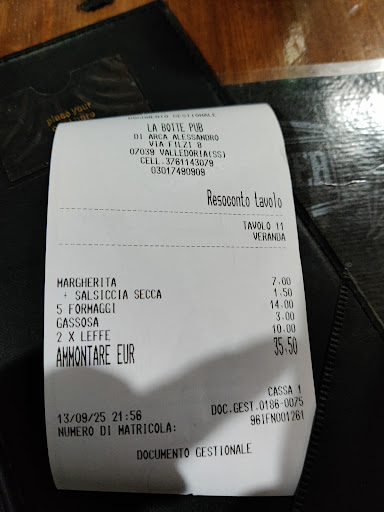 place your
DOCUMENTO GESTIONALE
LA BOTTE PUB
DI ARCA ALESSANDRO
VIA FILZI 8
07039 VALLEDORIA(SS)
CELL.3761143079
03017490909
Resoconto tavolo
TAVOLO 11
VERANDA
MARGHERITA 7.00
+ SALSICCIA SECCA 1.50
5 FORMAGGI 14.00
GASSOSA 3.00
2 X LEFFE 10.00
AMMONTARE EUR 35,50
CASSA 1
13/09/25 21:56 DOC.GEST.0186-0075
NUMERO DI MATRICOLA: 96IFN001261
DOCUMENTO GESTIONALE